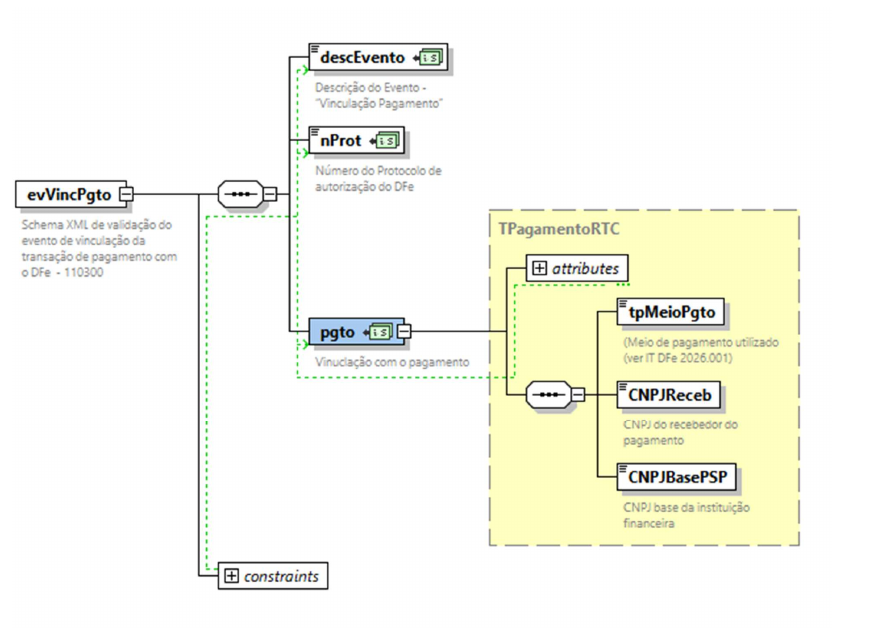 descEvento
Descrição do Evento -
"Vinculação Pagamento"
nProt
Número do Protocolo de
autorização do DFe
evVincPgto
Schema XML de validação do
evento de vinculação da
transação de pagamento com
o DFe - 110300
TPagamentoRTC
attributes
pgto
Vinuclação com o pagamento
tpMeioPgto
(Meio de pagamento utilizado
(ver IT DFe 2026.001)
CNPJReceb
CNPJ do recebedor do
pagamento
CNPJBasePSP
CNPJ base da instituição
financeira
constraints